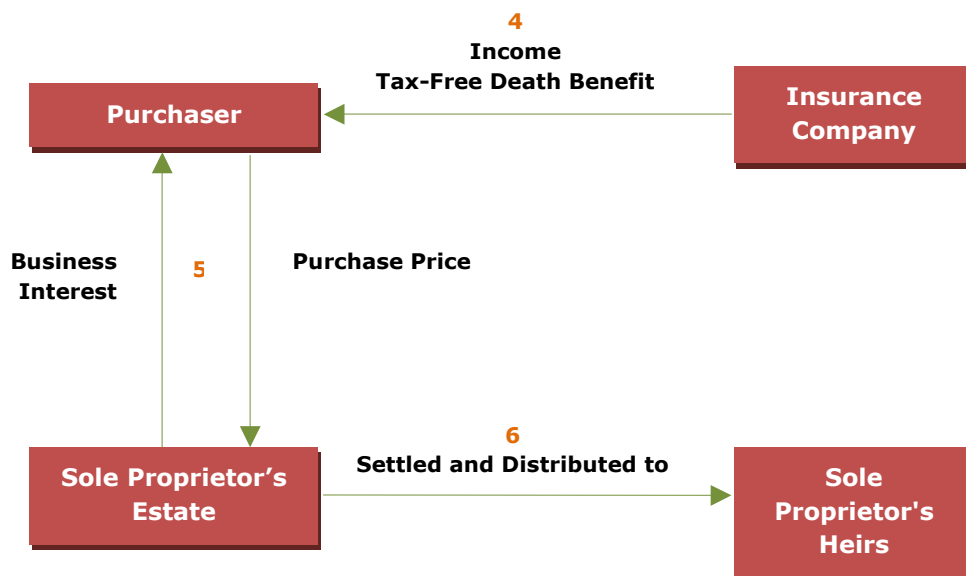 4
Income
Tax-Free Death Benefit
Purchaser
Insurance
Company
Business
Interest
5
Purchase Price
6
Settled and Distributed to
Sole Proprietor’s
Estate
Sole
Proprietor's
Heirs